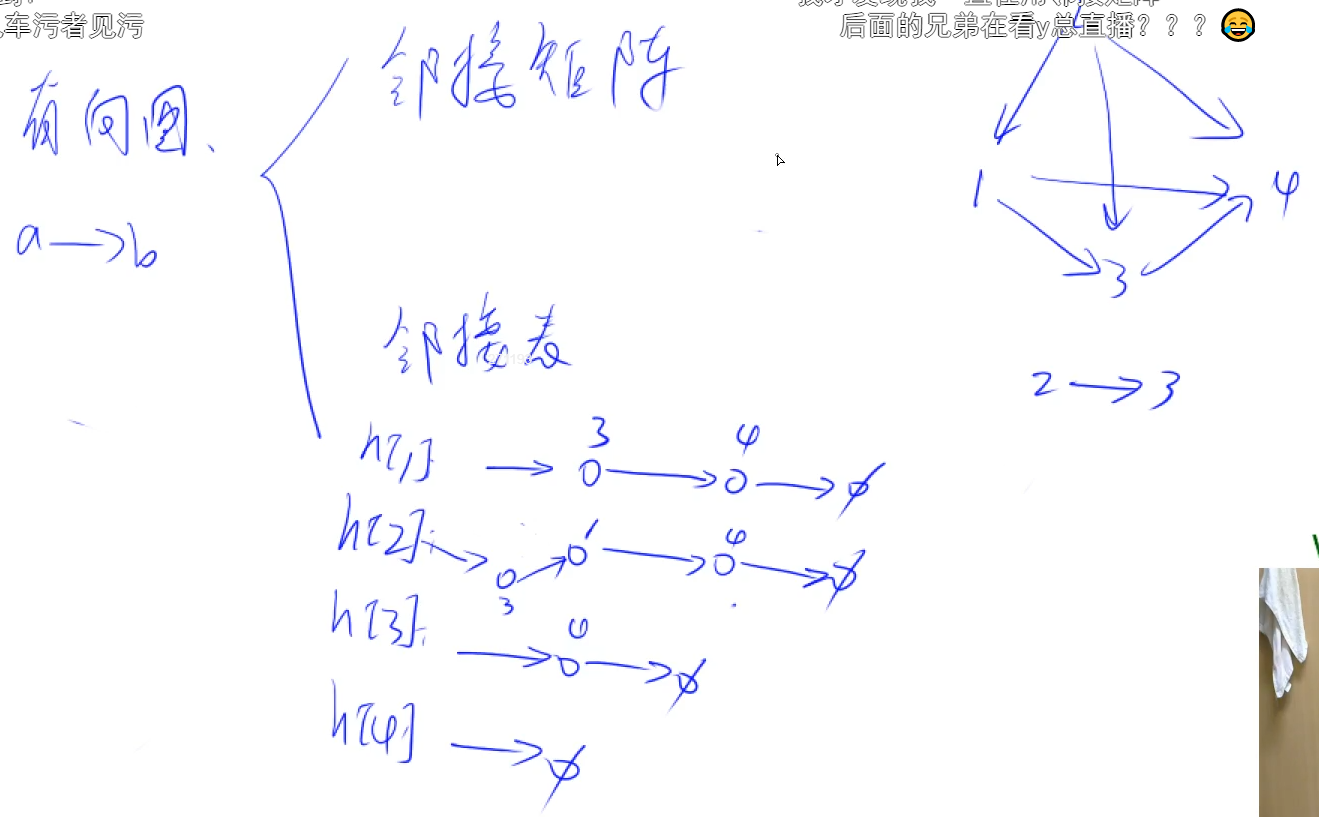 车污者见污
后面的兄弟在看y总直播？？？😂
邻接矩阵
有向图、
a→b
1
4
3
2→3
邻接表
3 4
h[1] → O → O → ∅
1 4
h[2]: → O → O → O → ∅
3
4
h[3]: → O → ∅
h[4] → ∅